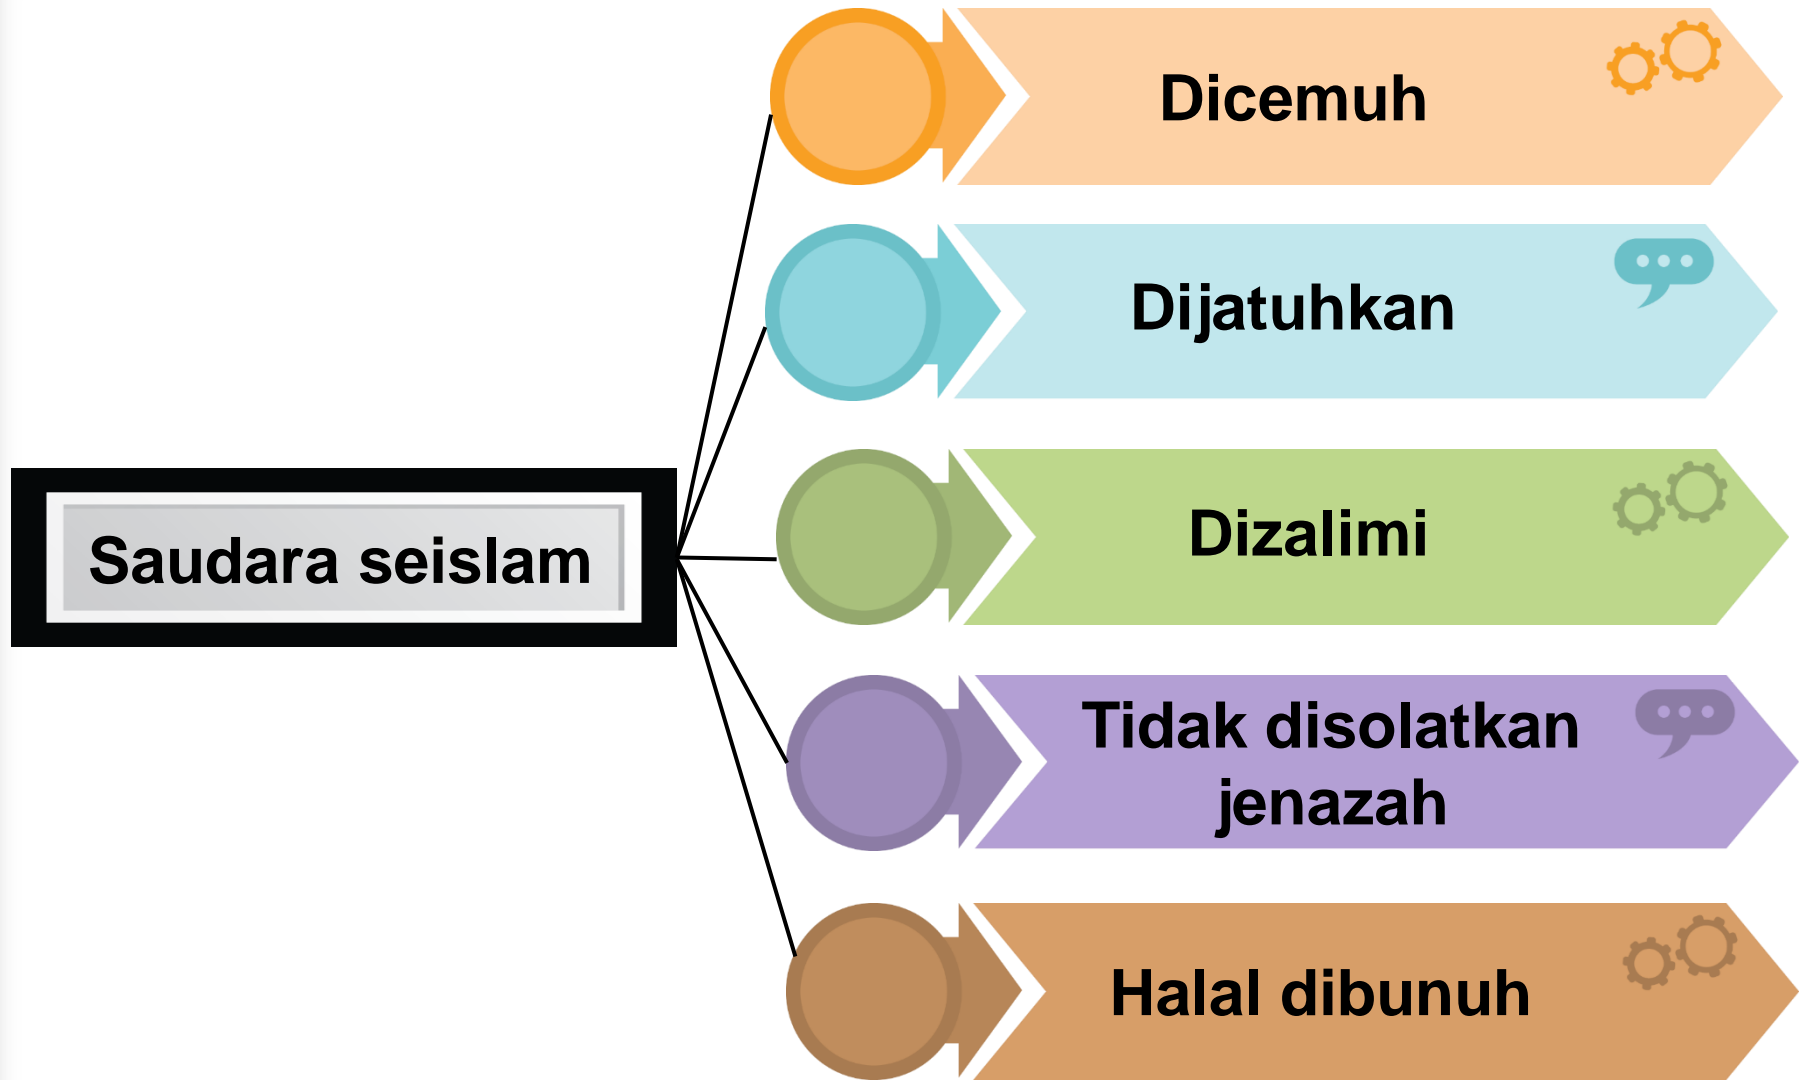 Dicemuh
Dijatuhkan
Saudara seislam
Dizalimi
Tidak disolatkan
jenazah
Halal dibunuh